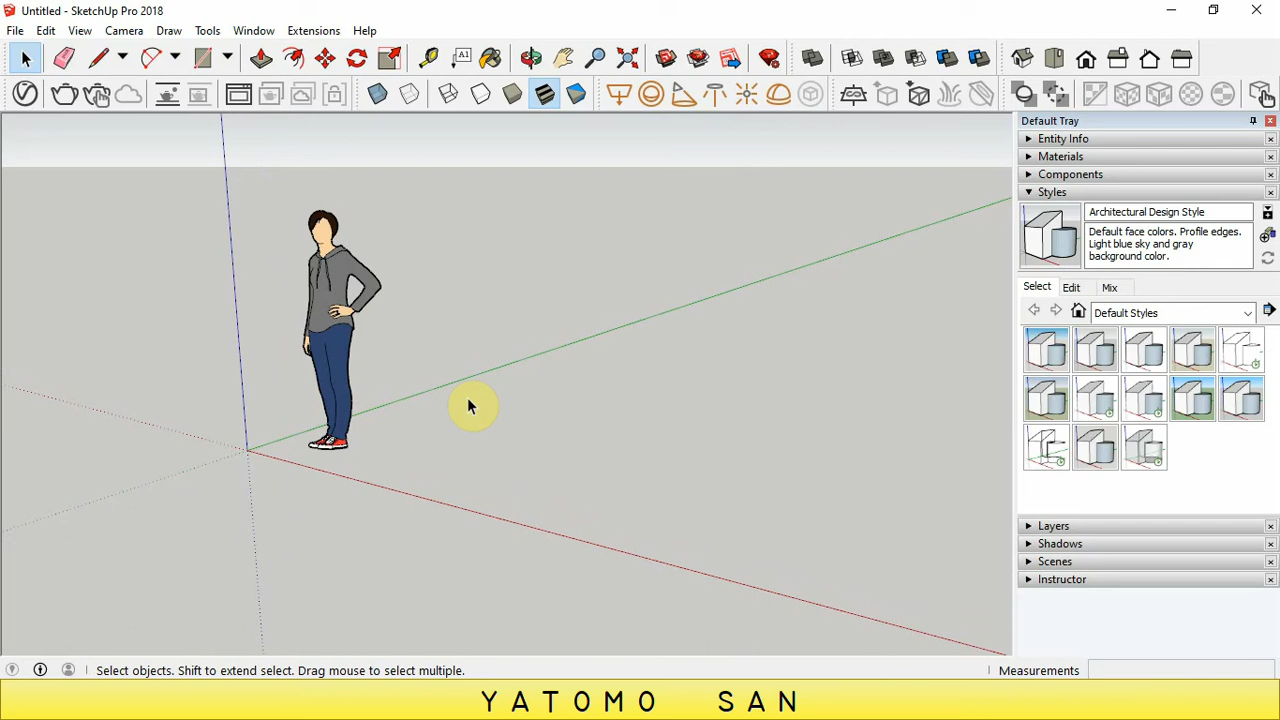 Untitled - SketchUp Pro 2018
File Edit View Camera Draw Tools Window Extensions Help
A1
Default Tray
Entity Info
Materials
Components
Styles
Architectural Design Style
Default face colors. Profile edges.
Light blue sky and gray
background color.
Select Edit Mix
Default Styles
Layers
Shadows
Scenes
Instructor
Select objects. Shift to extend select. Drag mouse to select multiple.
Measurements
YATOMO SAN